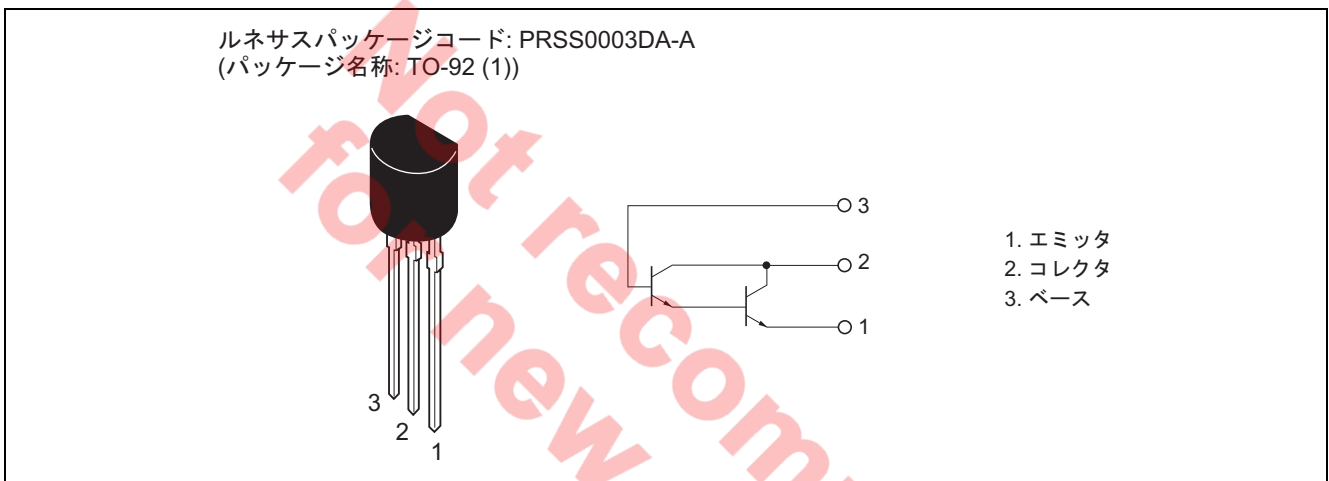 ルネサスパッケージコード: PRSS0003DA-A
(パッケージ名称: TO-92 (1))
3
2
1
3
2
1
1. エミッタ
2. コレクタ
3. ベース
Not recom
for new